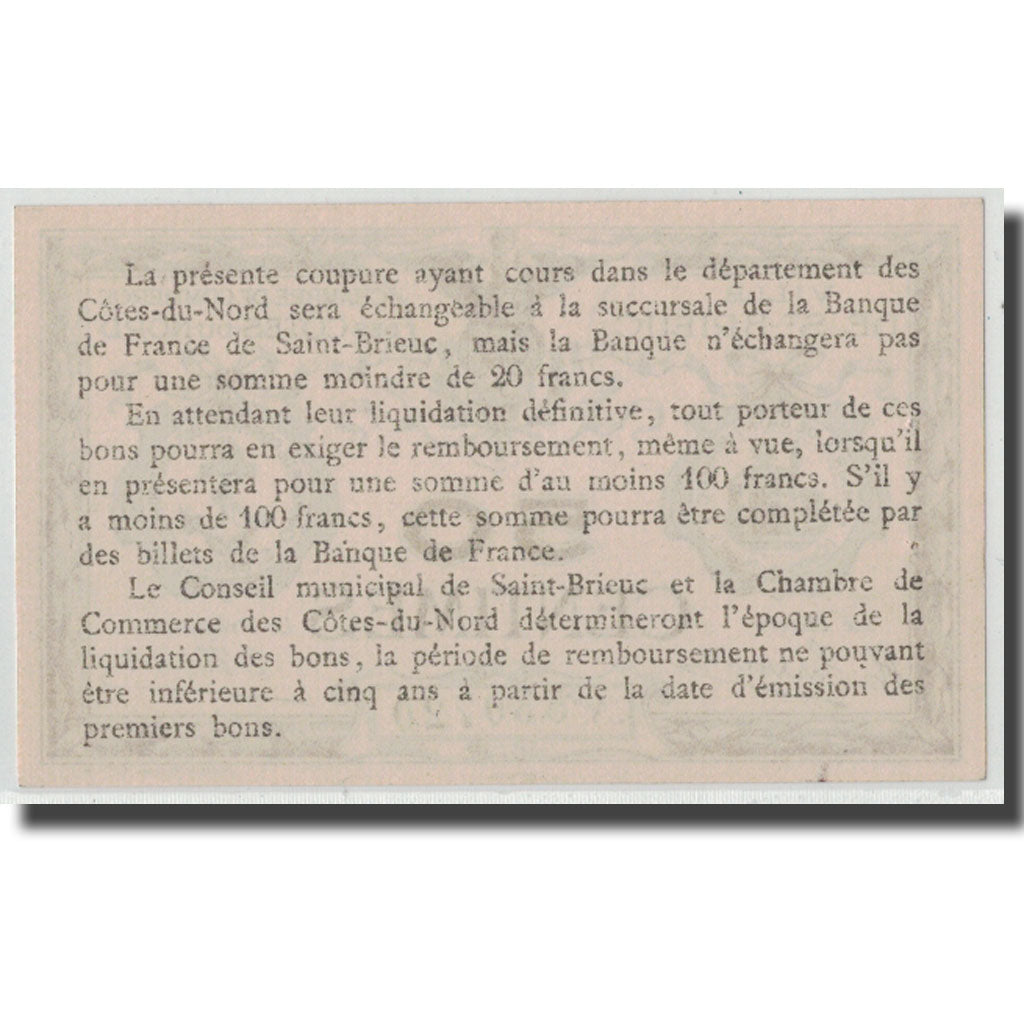 La présente coupure ayant cours dans le département des
Côtes-du-Nord sera échangeable à la succursale de la Banque
de France de Saint-Brieuc, mais la Banque n'échangera pas
pour une somme moindre de 20 francs.
En attendant leur liquidation définitive, tout porteur de ces
bons pourra en exiger le remboursement, même à vue, lorsqu'il
en présentera pour une somme d'au moins 100 francs. S'il y
a moins de 100 francs, cette somme pourra être complétée par
des billets de la Banque de France.
Le Conseil municipal de Saint-Brieuc et la Chambre de
Commerce des Côtes-du-Nord détermineront l'époque de la
liquidation des bons, la période de remboursement ne pouvant
être inférieure à cinq ans à partir de la date d'émission des
premiers bons.